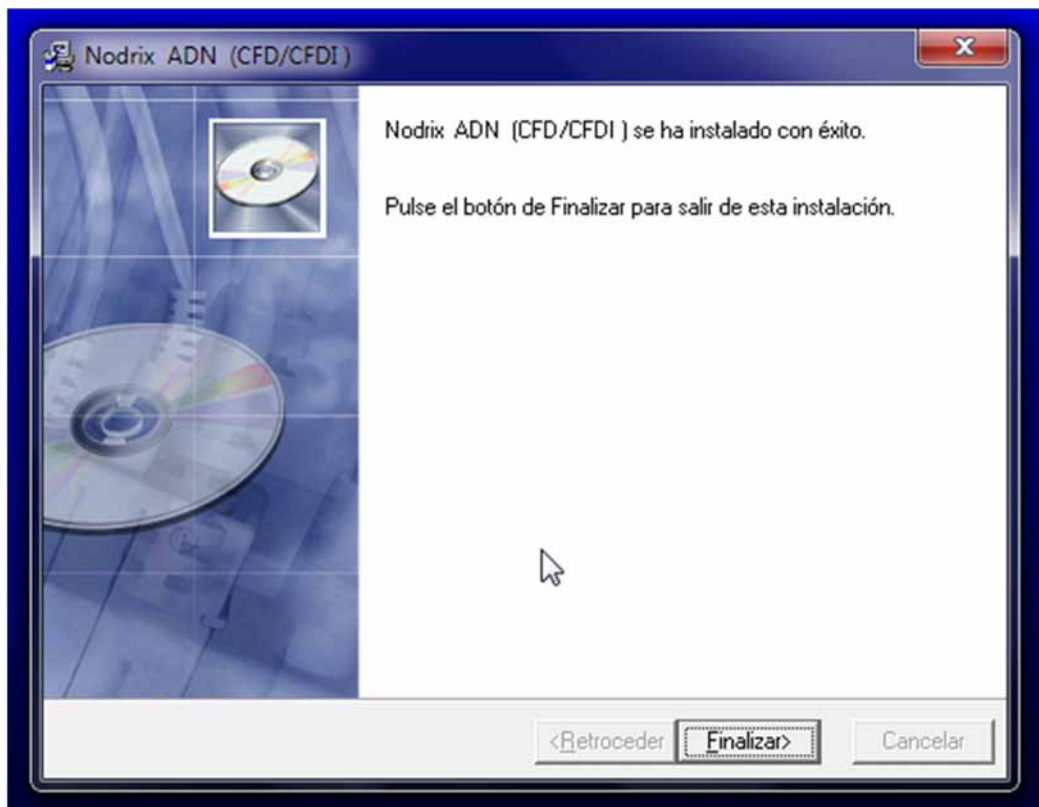 Nodrix ADN (CFD/CFDI )
Nodrix ADN (CFD/CFDI ) se ha instalado con éxito.
Pulse el botón de Finalizar para salir de esta instalación.
<Retroceder
Finalizar>
Cancelar